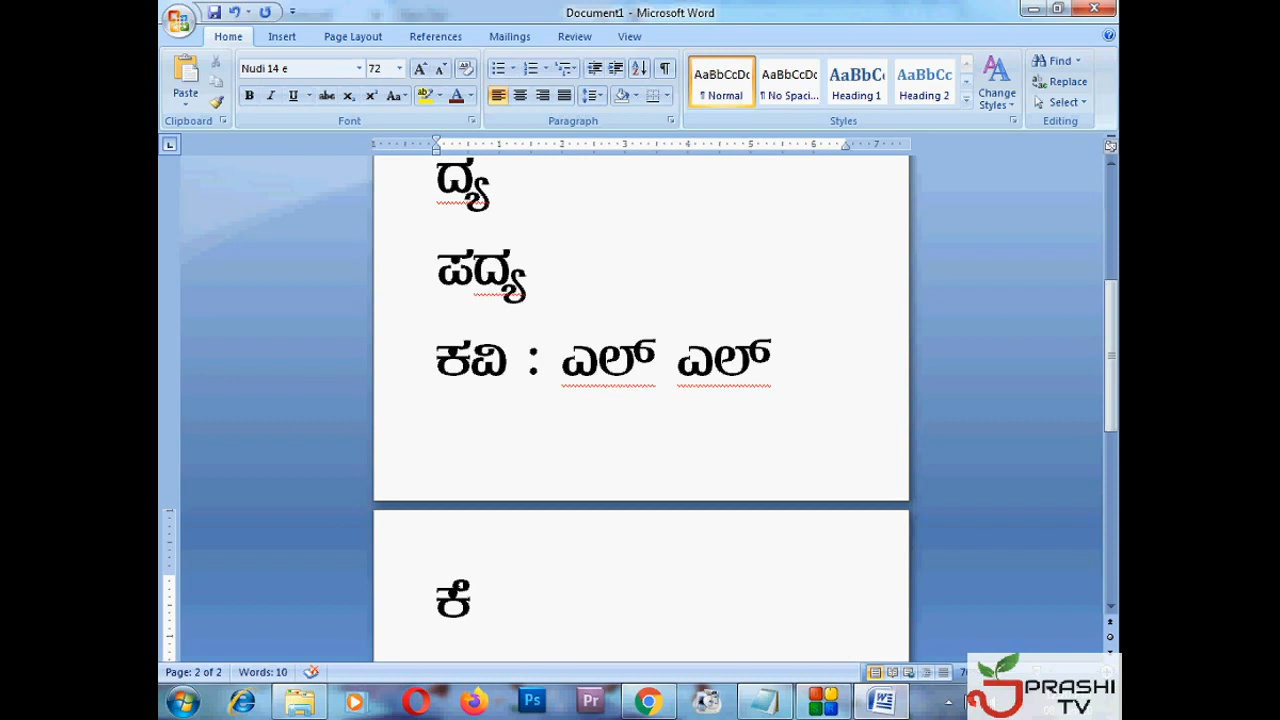 Document1 - Microsoft Word
Home Insert Page Layout References Mailings Review View
Nudi 14 e 72
AaBbCcDc AaBbCcDc AaBbCc AaBbCc
Paste
¶ Normal ¶ No Spaci... Heading 1 Heading 2
Change Styles
Find
Replace
Select
Clipboard Font Paragraph Styles Editing
ದ್ಯ
ಪದ್ಯ
ಕವಿ : ಎಲ್ ಎಲ್
ಕೆ
Page: 2 of 2 Words: 10
Ps Pr
PRASHI
TV